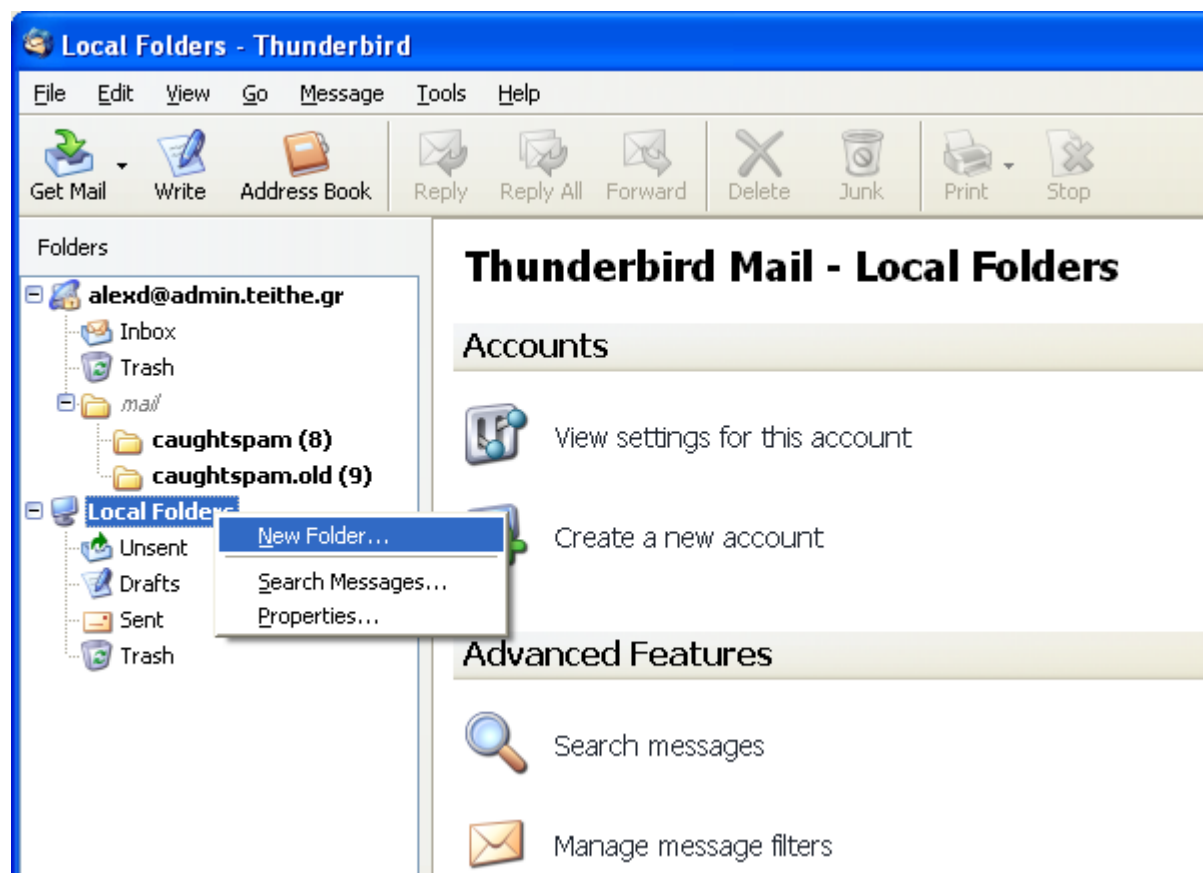 Local Folders - Thunderbird
File Edit View Go Message Tools Help
Get Mail Write Address Book Reply Reply All Forward Delete Junk Print Stop
Folders
alexd@admin.teithe.gr
Inbox
Trash
mail
caughtspam (8)
caughtspam.old (9)
Local Folders
Unsent
Drafts
Sent
Trash
New Folder...
Search Messages...
Properties...
Thunderbird Mail - Local Folders
Accounts
View settings for this account
Create a new account
Advanced Features
Search messages
Manage message filters